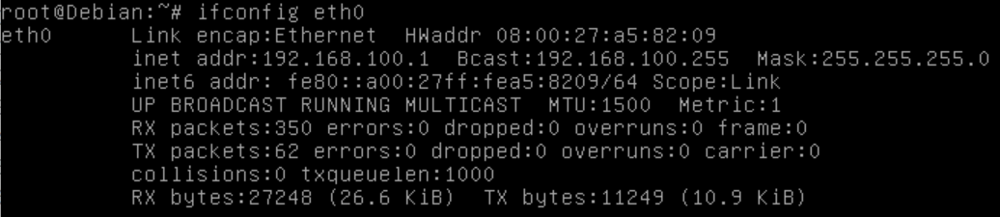 root@Debian:~# ifconfig eth0
eth0 Link encap:Ethernet HWaddr 08:00:27:a5:82:09
inet addr:192.168.100.1 Bcast:192.168.100.255 Mask:255.255.255.0
inet6 addr: fe80::a00:27ff:fea5:8209/64 Scope:Link
UP BROADCAST RUNNING MULTICAST MTU:1500 Metric:1
RX packets:350 errors:0 dropped:0 overruns:0 frame:0
TX packets:62 errors:0 dropped:0 overruns:0 carrier:0
collisions:0 txqueuelen:1000
RX bytes:27248 (26.6 KiB) TX bytes:11249 (10.9 KiB)